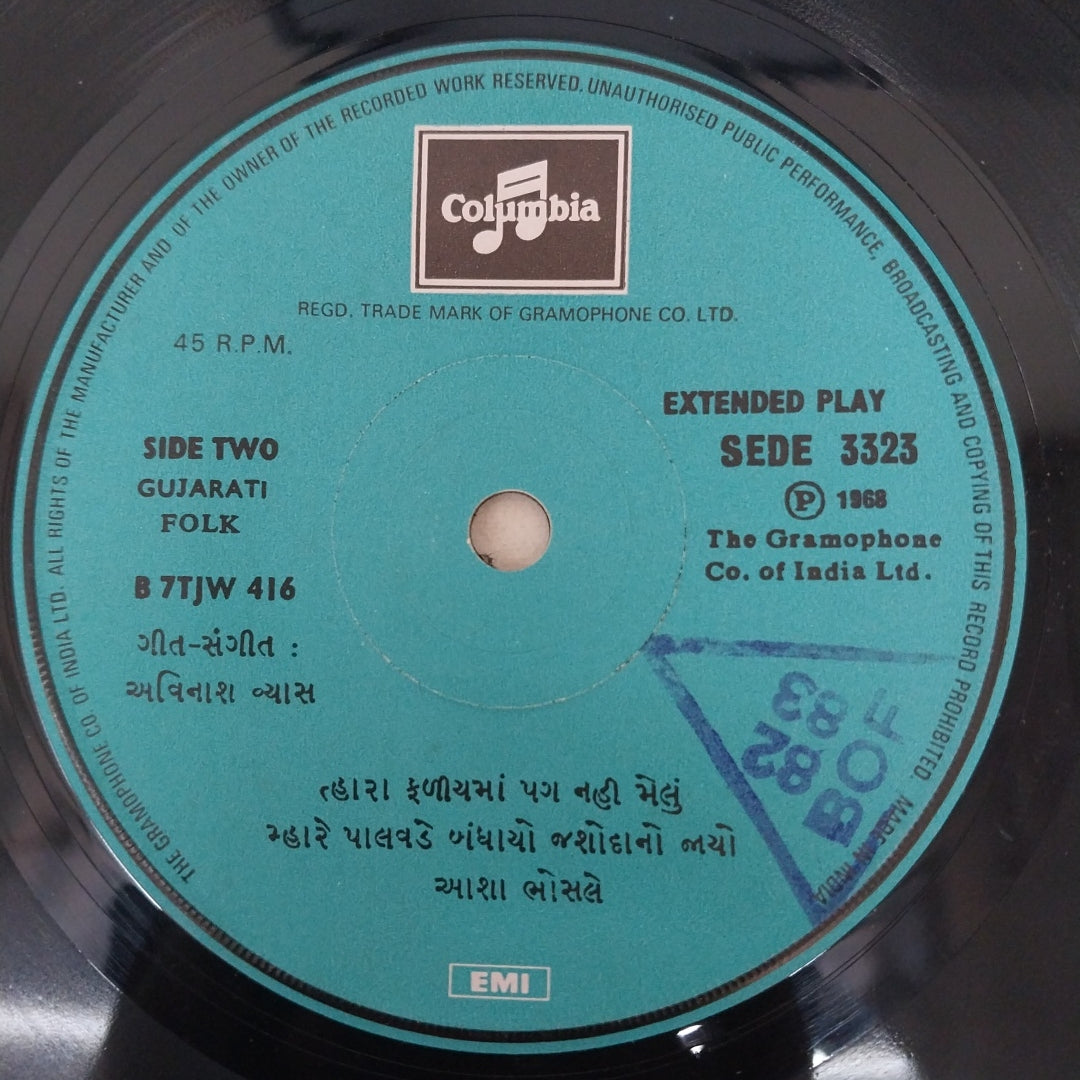 THE GRAMOPHONE CO OF INDIA LTD. ALL RIGHTS OF THE MANUFACTURER AND OF THE OWNER OF THE RECORDED WORK RESERVED. UNAUTHORISED PUBLIC PERFORMANCE, BROADCASTING AND COPYING OF THIS RECORD PROHIBITED.
Columbia
REGD. TRADE MARK OF GRAMOPHONE CO. LTD.
45 R.P.M.
EXTENDED PLAY
SEDE 3323
Ⓟ 1968
The Gramophone
Co. of India Ltd.
SIDE TWO
GUJARATI
FOLK
B 7TJW 416
ગીત-સંગીત :
અવિનાશ વ્યાસ
BOF
ત્હારા ફળીયમાં પગ નહી મેલું
મ્હારે પાલવડે બંધાયો જશોદાનો જાયો
આશા ભોસલે
EMI